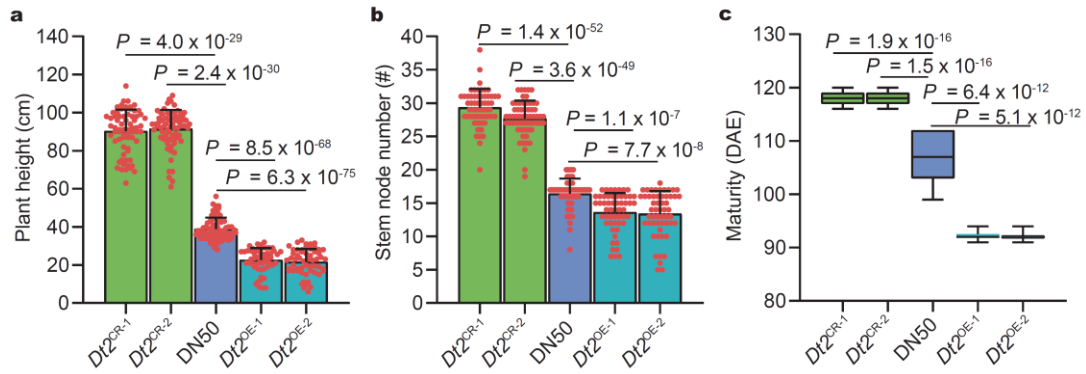 a
Plant height (cm)
140
120
100
80
60
40
20
0
P = 4.0 x 10⁻²⁹
P = 2.4 x 10⁻³⁰
P = 8.5 x 10⁻⁶⁸
P = 6.3 x 10⁻⁷⁵
Dt2ᶜᴿ⁻¹
Dt2ᶜᴿ⁻²
DN50
Dt2ᴼᴱ⁻¹
Dt2ᴼᴱ⁻²
b
Stem node number (#)
40
30
20
10
0
P = 1.4 x 10⁻⁵²
P = 3.6 x 10⁻⁴⁹
P = 1.1 x 10⁻⁷
P = 7.7 x 10⁻⁸
Dt2ᶜᴿ⁻¹
Dt2ᶜᴿ⁻²
DN50
Dt2ᴼᴱ⁻¹
Dt2ᴼᴱ⁻²
c
Maturity (DAE)
130
120
110
100
90
80
P = 1.9 x 10⁻¹⁶
P = 1.5 x 10⁻¹⁶
P = 6.4 x 10⁻¹²
P = 5.1 x 10⁻¹²
Dt2ᶜᴿ⁻¹
Dt2ᶜᴿ⁻²
DN50
Dt2ᴼᴱ⁻¹
Dt2ᴼᴱ⁻²